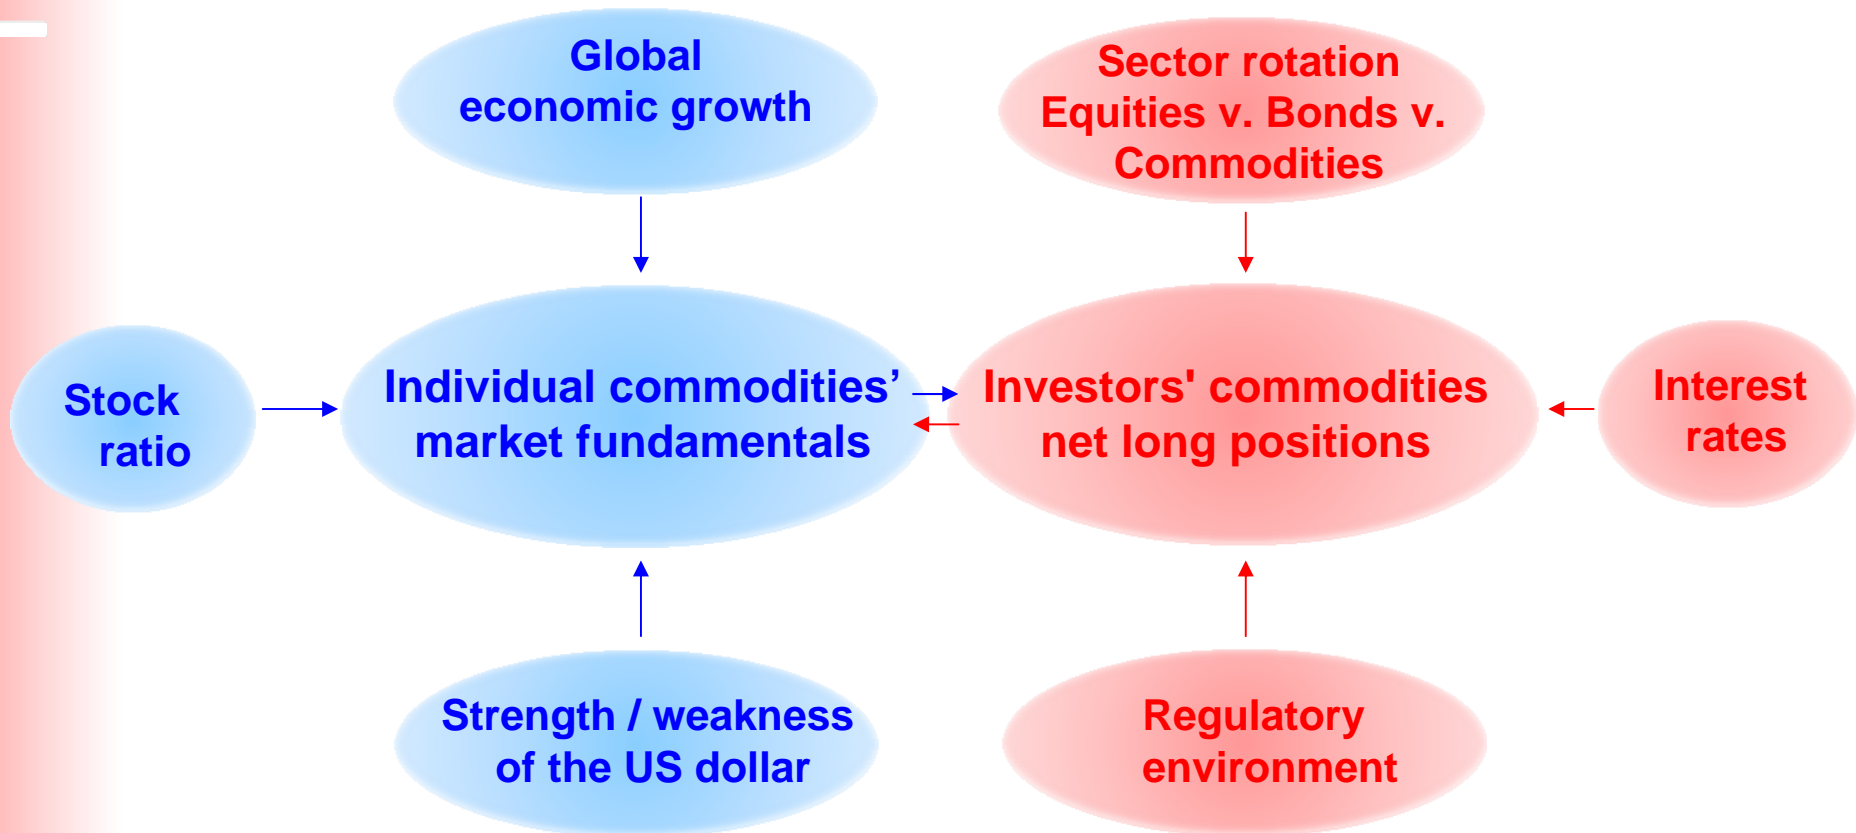 Global
economic growth
Sector rotation
Equities v. Bonds v.
Commodities
Stock
ratio
Individual commodities’
market fundamentals
Investors' commodities
net long positions
Interest
rates
Strength / weakness
of the US dollar
Regulatory
environment